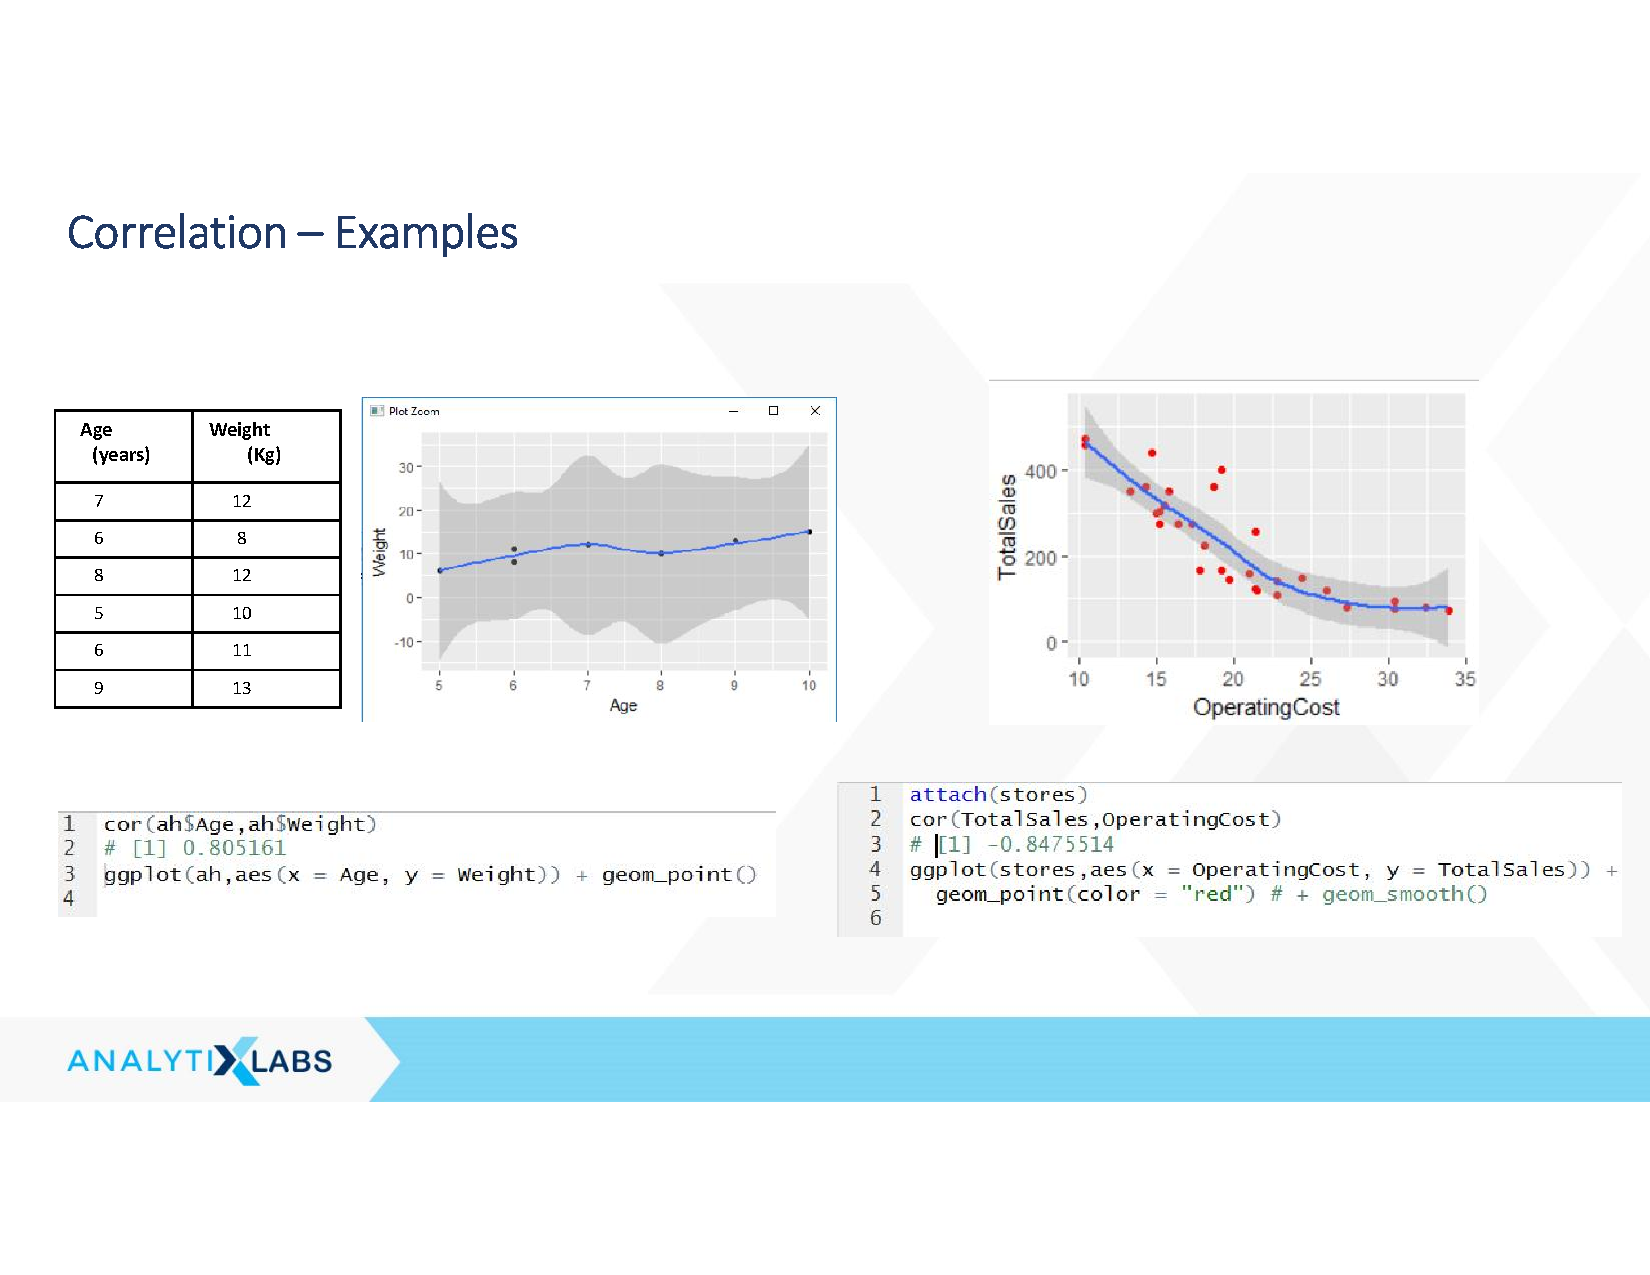 Correlation – Examples
Age (years) Weight (Kg)
7 12
6 8
8 12
5 10
6 11
9 13
Plot Zoom
Weight
30
20
10
0
-10
5 6 7 8 9 10
Age
TotalSales
400
200
0
10 15 20 25 30 35
OperatingCost
1 cor(ah$Age,ah$Weight)
2 # [1] 0.805161
3 ggplot(ah,aes(x = Age, y = Weight)) + geom_point()
4
1 attach(stores)
2 cor(TotalSales,OperatingCost)
3 # [1] -0.8475514
4 ggplot(stores,aes(x = OperatingCost, y = TotalSales)) +
5 geom_point(color = "red") # + geom_smooth()
6
ANALYTIXLABS